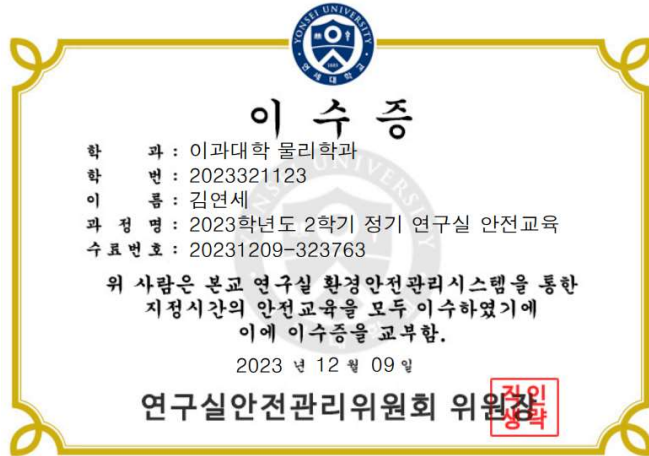 YONSEI UNIVERSITY
연세대학교
이수증
학 과 : 이과대학 물리학과
학 번 : 2023321123
이 름 : 김연세
과 정 명 : 2023학년도 2학기 정기 연구실 안전교육
수료번호 : 20231209-323763
위 사람은 본교 연구실 환경안전관리시스템을 통한
지정시간의 안전교육을 모두 이수하였기에
이에 이수증을 교부함.
2023 년 12 월 09 일
연구실안전관리위원회 위원장
직인
생략